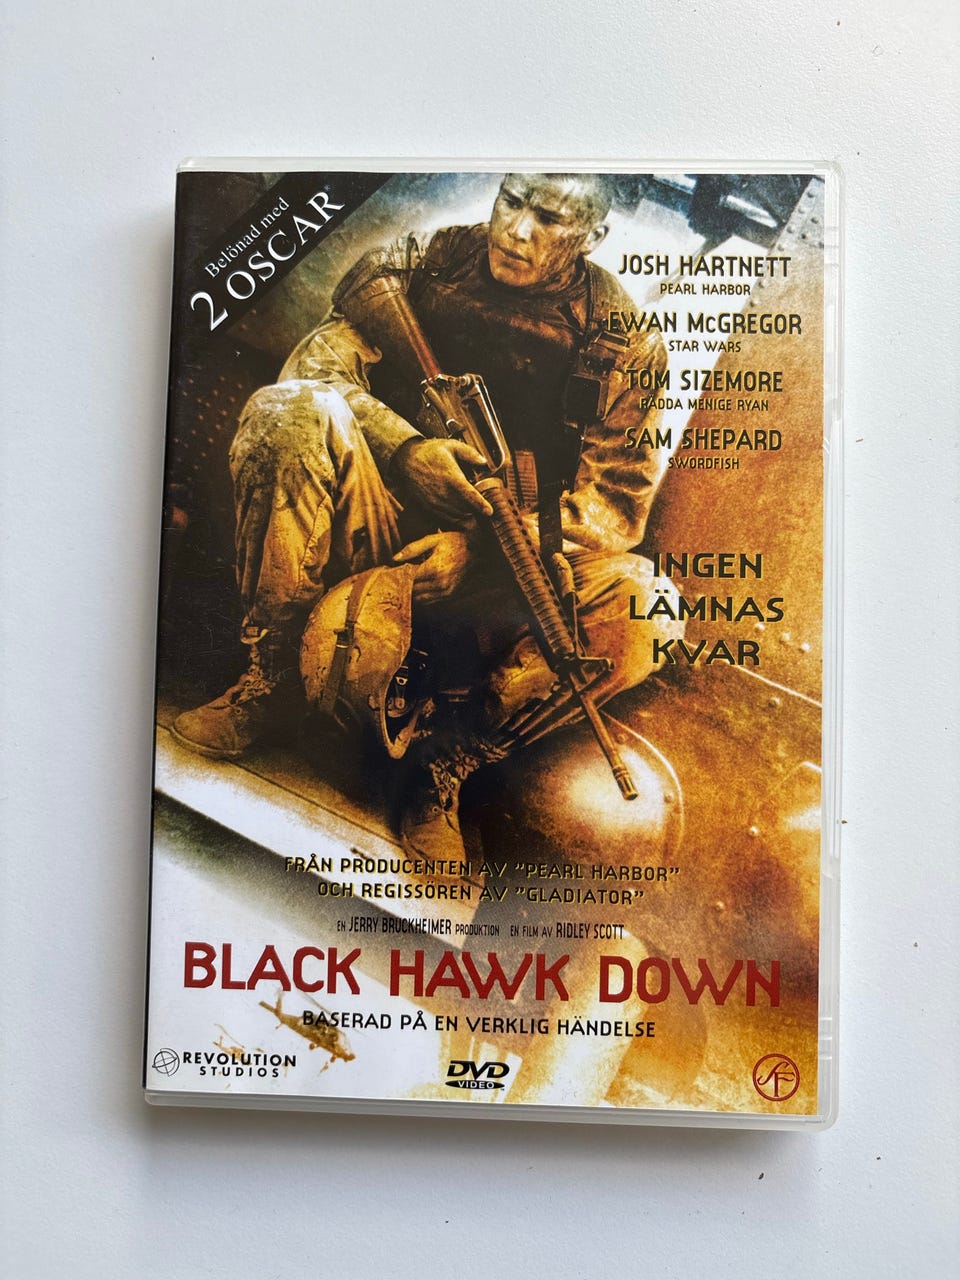 Belönad med
2 OSCAR
JOSH HARTNETT
PEARL HARBOR
EWAN McGREGOR
STAR WARS
TOM SIZEMORE
RÄDDA MENIGE RYAN
SAM SHEPARD
SWORDFISH
INGEN
LÄMNAS
KVAR
FRÅN PRODUCENTEN AV "PEARL HARBOR"
OCH REGISSÖREN AV "GLADIATOR"
EN JERRY BRUCKHEIMER PRODUKTION EN FILM AV RIDLEY SCOTT
BLACK HAWK DOWN
BASERAD PÅ EN VERKLIG HÄNDELSE
REVOLUTION
STUDIOS
DVD
VIDEO
SF